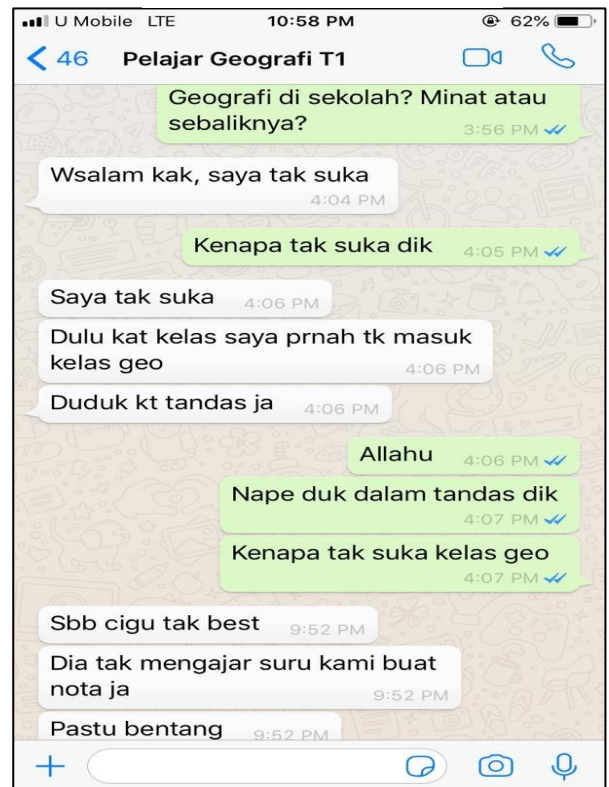 U Mobile LTE 10:58 PM 62%
46 Pelajar Geografi T1
Geografi di sekolah? Minat atau
sebaliknya? 3:56 PM
Wsalam kak, saya tak suka
4:04 PM
Kenapa tak suka dik 4:05 PM
Saya tak suka 4:06 PM
Dulu kat kelas saya prnah tk masuk
kelas geo 4:06 PM
Duduk kt tandas ja 4:06 PM
Allahu 4:06 PM
Nape duk dalam tandas dik
4:07 PM
Kenapa tak suka kelas geo
4:07 PM
Sbb cigu tak best 9:52 PM
Dia tak mengajar suru kami buat
nota ja 9:52 PM
Pastu bentang 9:52 PM